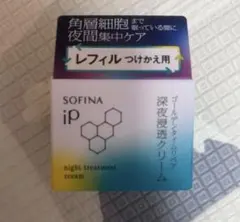 角層細胞まで
眠っている間に
夜間集中ケア
レフィル つけかえ用
SOFINA
iP
ゴールデンタイムリペア
深夜浸透クリーム
night treatment
cream